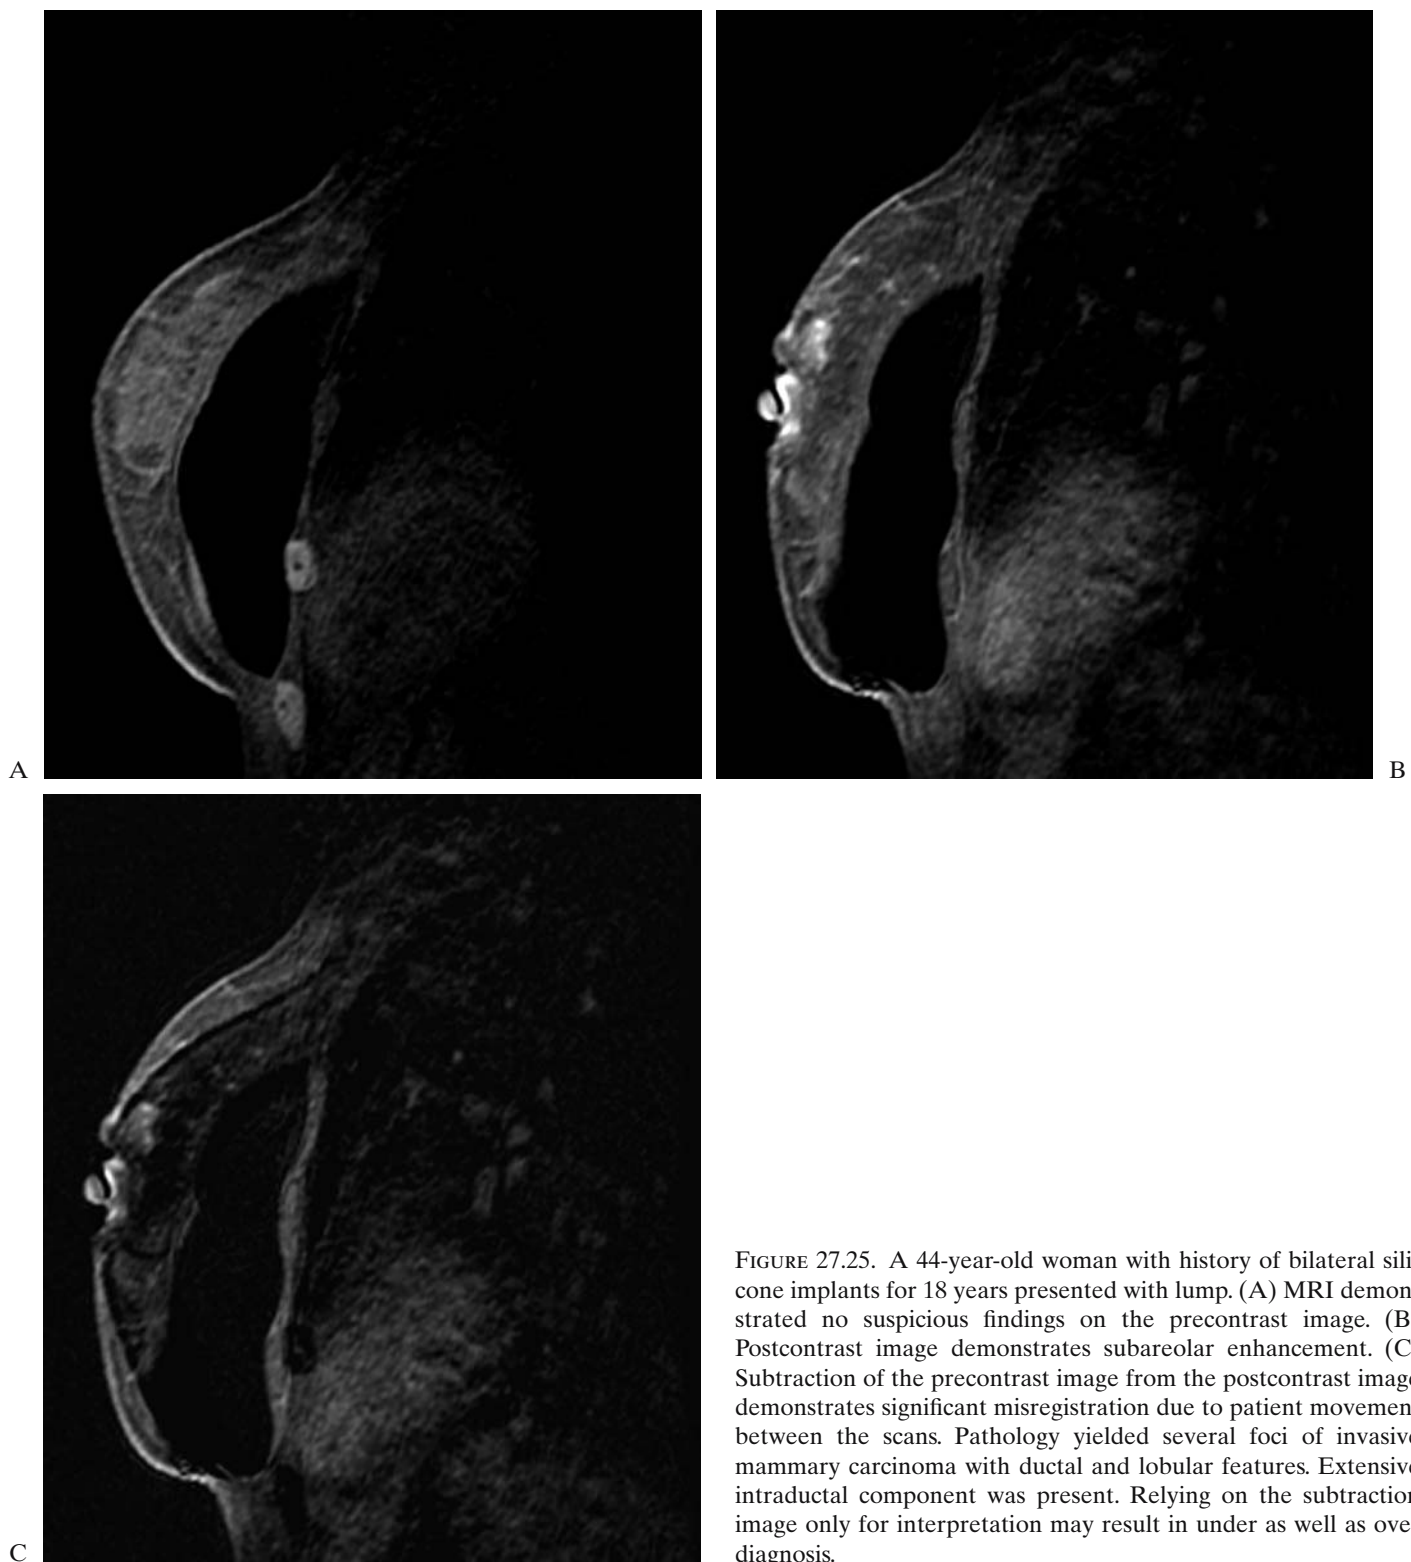 A
B
C
FIGURE 27.25. A 44-year-old woman with history of bilateral sili
cone implants for 18 years presented with lump. (A) MRI demon
strated no suspicious findings on the precontrast image. (B
Postcontrast image demonstrates subareolar enhancement. (C
Subtraction of the precontrast image from the postcontrast image
demonstrates significant misregistration due to patient movemen
between the scans. Pathology yielded several foci of invasive
mammary carcinoma with ductal and lobular features. Extensive
intraductal component was present. Relying on the subtraction
image only for interpretation may result in under as well as over
diagnosis.